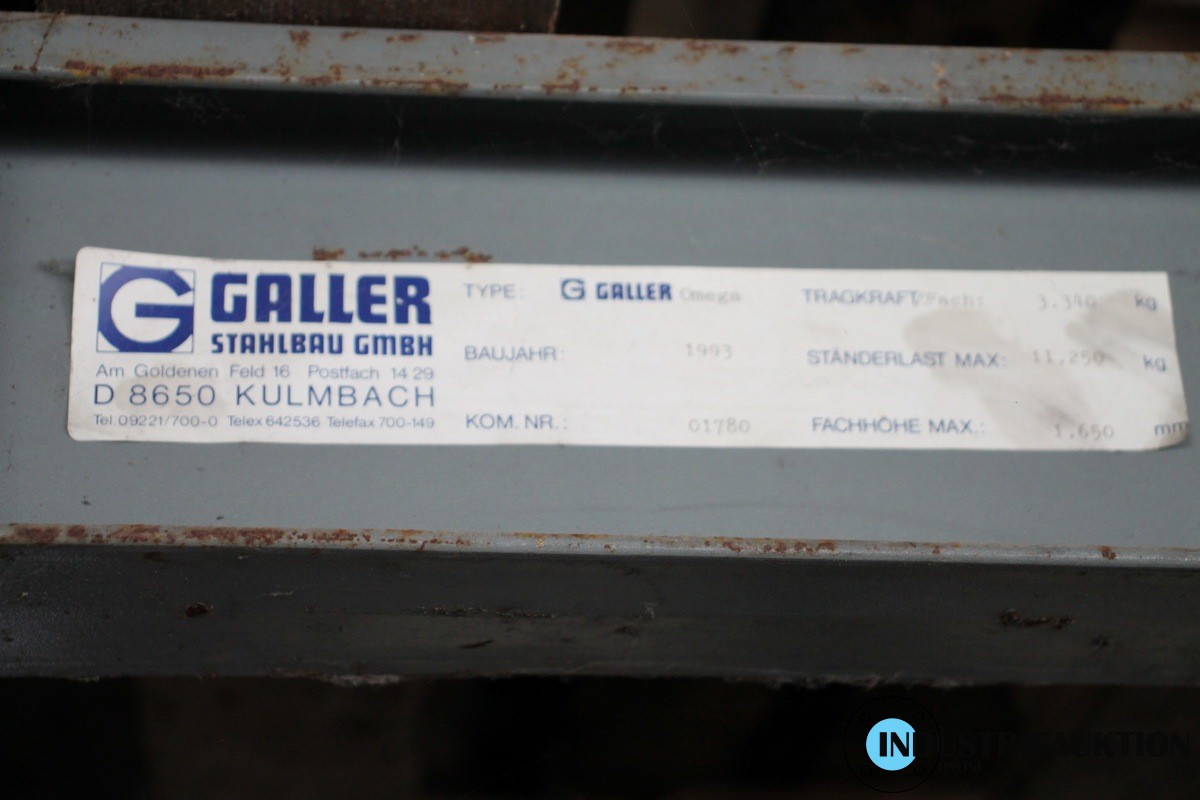 G GALLER
STAHLBAU GMBH
Am Goldenen Feld 16 Postfach 14 29
D 8650 KULMBACH
Tel. 09221/700-0 Telex 642536 Telefax 700-149
TYPE: G GALLER Omega
BAUJAHR: 1993
KOM. NR.: 01780
TRAGKRAFT/Fach: 3.340 kg
STÄNDERLAST MAX: 11.250 kg
FACHHÖHE MAX.: 1.650 mm